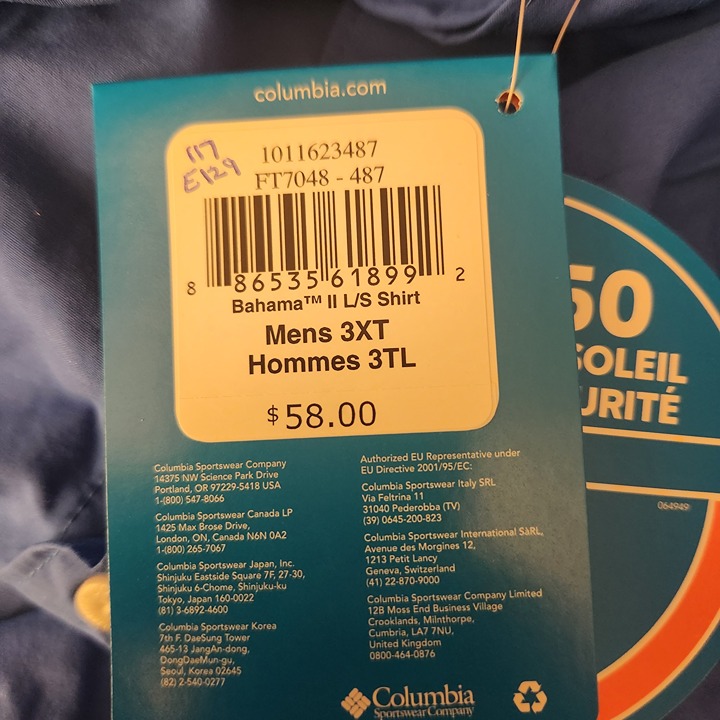 columbia.com
117
E129
1011623487
FT7048 - 487
8 86535 61899 2
Bahama™ II L/S Shirt
Mens 3XT
Hommes 3TL
$58.00
Columbia Sportswear Company
14375 NW Science Park Drive
Portland, OR 97229-5418 USA
1-(800) 547-8066
Columbia Sportswear Canada LP
1425 Max Brose Drive,
London, ON, Canada N6N 0A2
1-(800) 265-7067
Columbia Sportswear Japan, Inc.
Shinjuku Eastside Square 7F, 27-30,
Shinjuku 6-Chome, Shinjuku-ku
Tokyo, Japan 160-0022
(81) 3-6892-4600
Columbia Sportswear Korea
7th F. DaeSung Tower
465-13 JangAn-dong,
DongDaeMun-gu,
Seoul, Korea 02645
(82) 2-540-0277
Authorized EU Representative under
EU Directive 2001/95/EC:
Columbia Sportswear Italy SRL
Via Feltrina 11
31040 Pederobba (TV)
(39) 0645-200-823
Columbia Sportswear International SàRL,
Avenue des Morgines 12,
1213 Petit Lancy
Geneva, Switzerland
(41) 22-870-9000
Columbia Sportswear Company Limited
12B Moss End Business Village
Crooklands, Milnthorpe,
Cumbria, LA7 7NU,
United Kingdom
0800-464-0876
Columbia
Sportswear Company
50
SOLEIL
URITÉ
064949